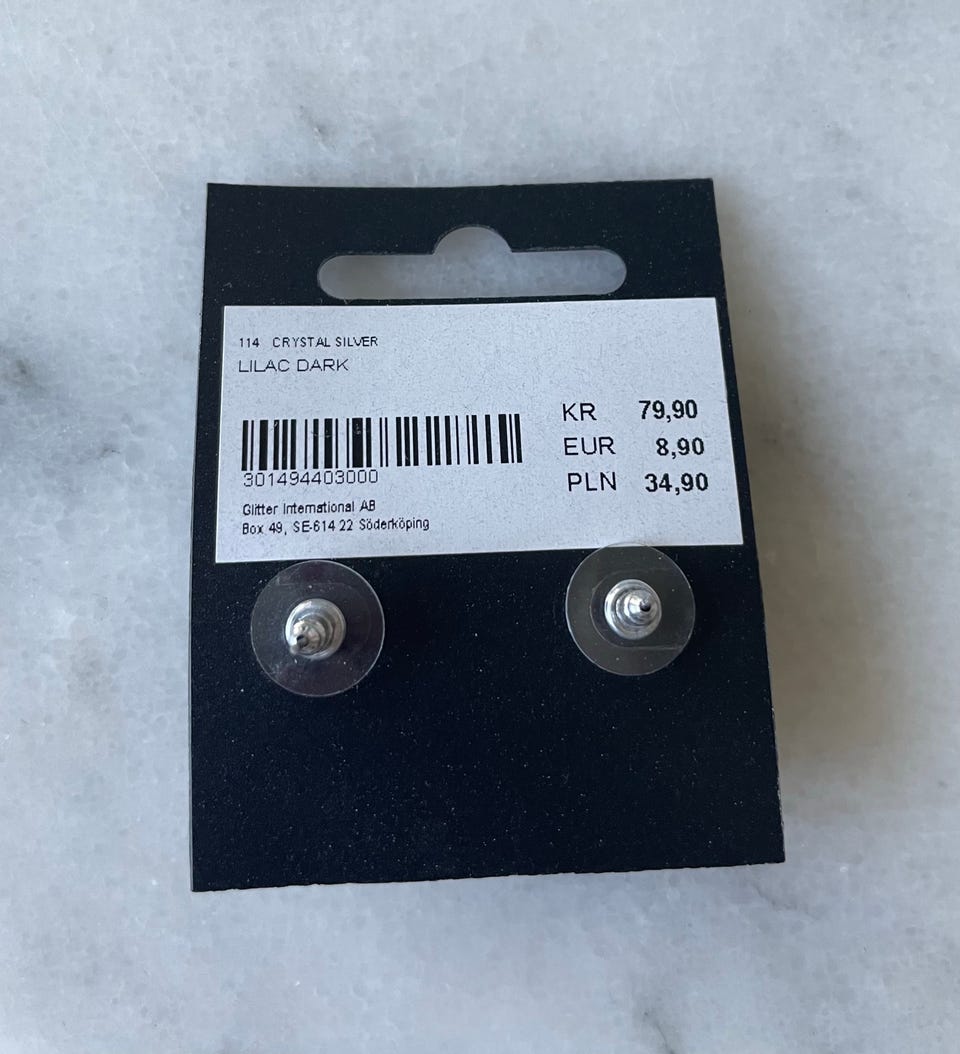 114 CRYSTAL SILVER
LILAC DARK
KR 79,90
EUR 8,90
PLN 34,90
301494403000
Glitter International AB
Box 49, SE-614 22 Söderköping